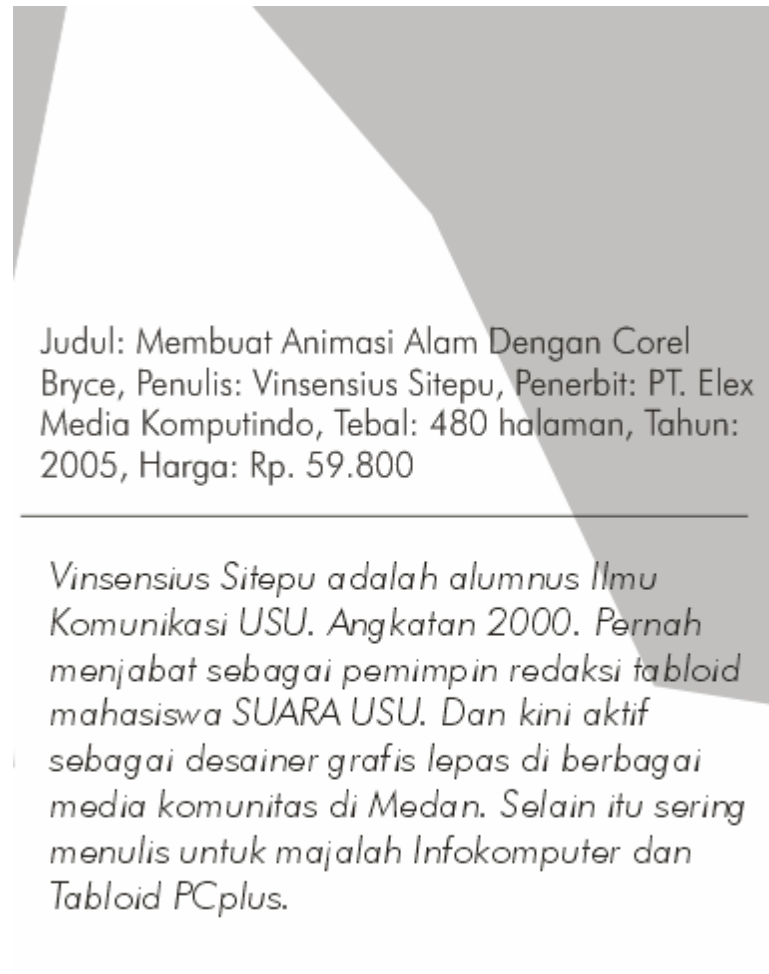 Judul: Membuat Animasi Alam Dengan Corel
Bryce, Penulis: Vinsensius Sitepu, Penerbit: PT. Elex
Media Komputindo, Tebal: 480 halaman, Tahun:
2005, Harga: Rp. 59.800
Vinsensius Sitepu adalah alumnus Ilmu
Komunikasi USU. Angkatan 2000. Pernah
menjabat sebagai pemimpin redaksi tabloid
mahasiswa SUARA USU. Dan kini aktif
sebagai desainer grafis lepas di berbagai
media komunitas di Medan. Selain itu sering
menulis untuk majalah Infokomputer dan
Tabloid PCplus.